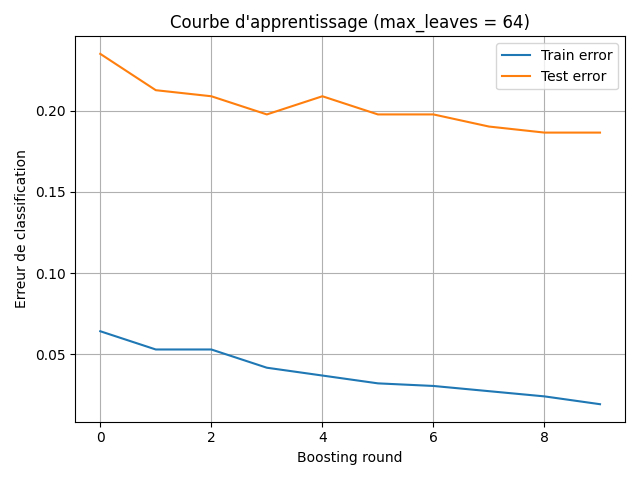 Courbe d'apprentissage (max_leaves = 64)
Train error
Test error
Erreur de classification
0.20
0.15
0.10
0.05
0 2 4 6 8
Boosting round